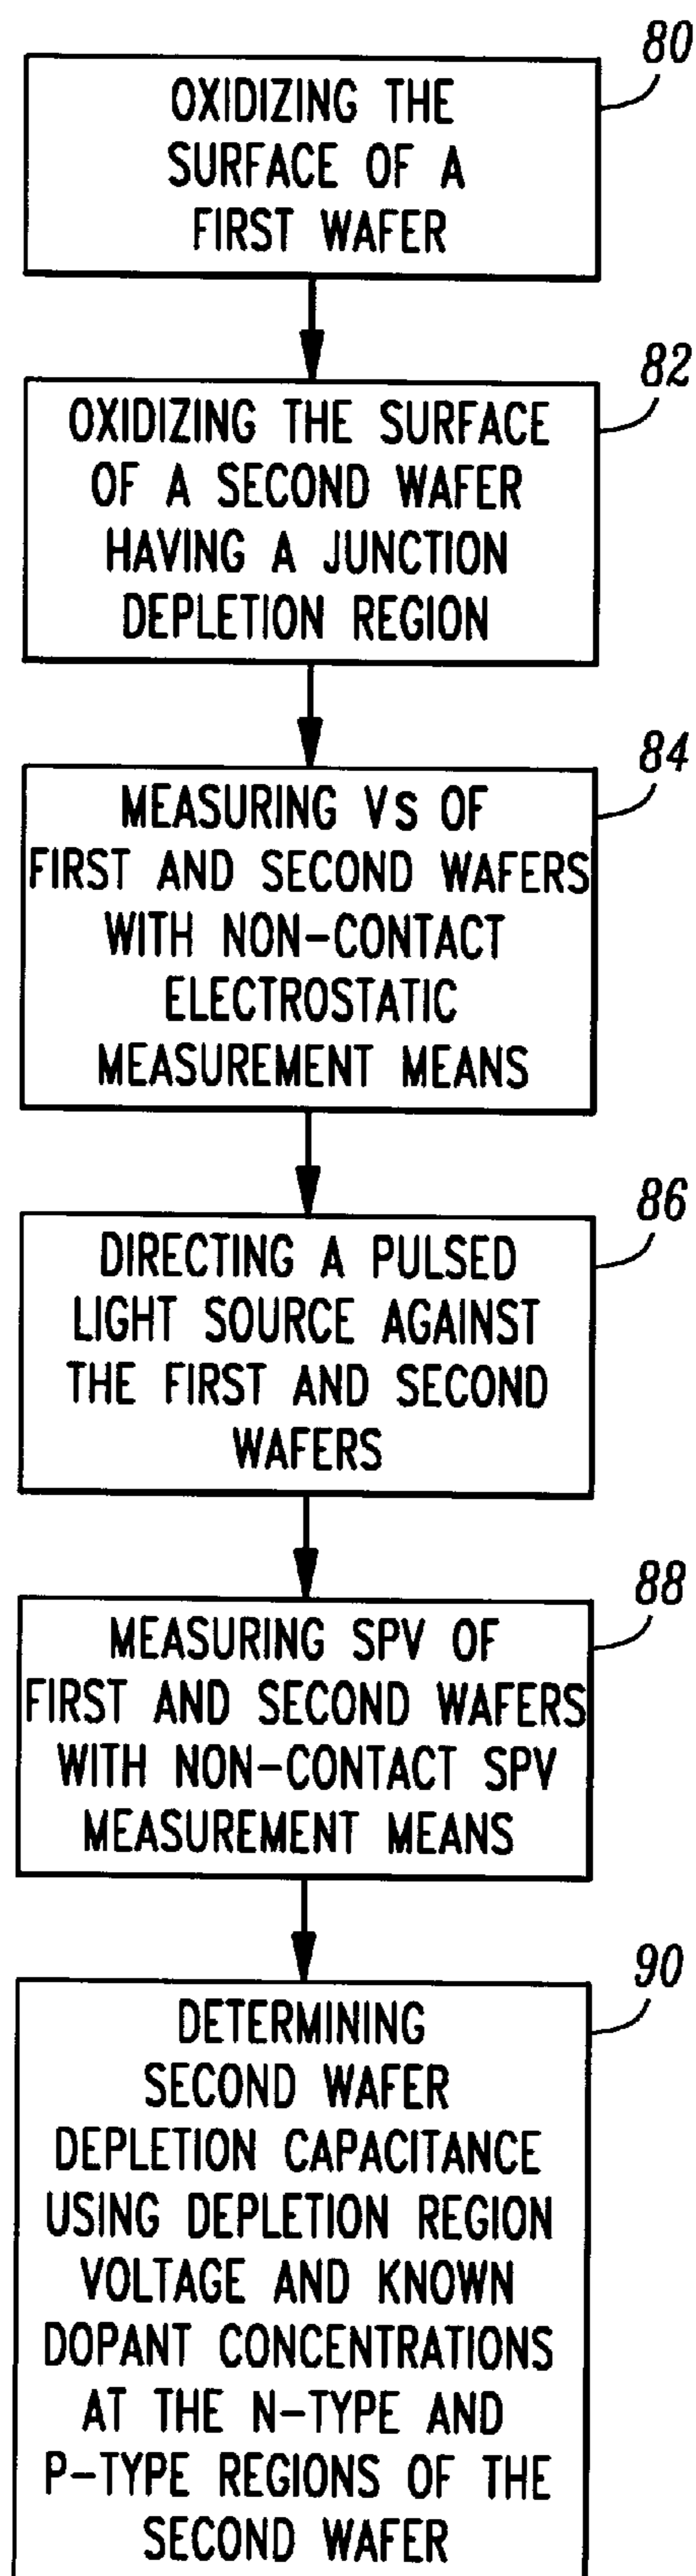 80
OXIDIZING THE
SURFACE OF A
FIRST WAFER
82
OXIDIZING THE SURFACE
OF A SECOND WAFER
HAVING A JUNCTION
DEPLETION REGION
84
MEASURING Vs OF
FIRST AND SECOND WAFERS
WITH NON-CONTACT
ELECTROSTATIC
MEASUREMENT MEANS
86
DIRECTING A PULSED
LIGHT SOURCE AGAINST
THE FIRST AND SECOND
WAFERS
88
MEASURING SPV OF
FIRST AND SECOND WAFERS
WITH NON-CONTACT SPV
MEASUREMENT MEANS
90
DETERMINING
SECOND WAFER
DEPLETION CAPACITANCE
USING DEPLETION REGION
VOLTAGE AND KNOWN
DOPANT CONCENTRATIONS
AT THE N-TYPE AND
P-TYPE REGIONS OF THE
SECOND WAFER